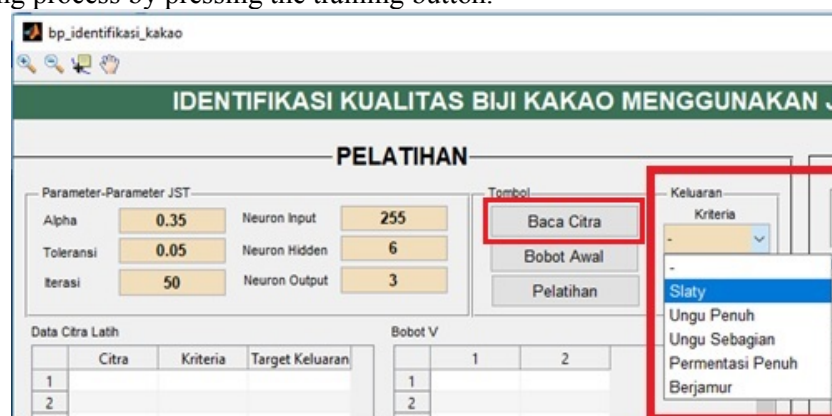 ng process by pressing the training button.
bp_identifikasi_kakao
IDENTIFIKASI KUALITAS BIJI KAKAO MENGGUNAKAN
PELATIHAN
Parameter-Parameter JST
Alpha 0.35 Neuron Input 255
Toleransi 0.05 Neuron Hidden 6
Iterasi 50 Neuron Output 3
Tombol
Baca Citra
Bobot Awal
Pelatihan
Keluaran
Kriteria
-
-
Slaty
Ungu Penuh
Ungu Sebagian
Permentasi Penuh
Berjamur
Data Citra Latih
Citra Kriteria Target Keluaran
1
2
Bobot V
1 2
1
2